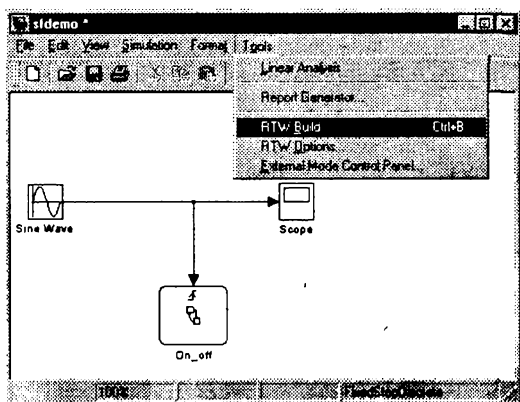 sfdemo *
File Edit View Simulation Format Tools
Linear Analysis
Report Generator...
RTW Build Ctrl+B
RTW Options...
External Mode Control Panel...
Sine Wave
Scope
On_off
100%
FixedStepDiscrete